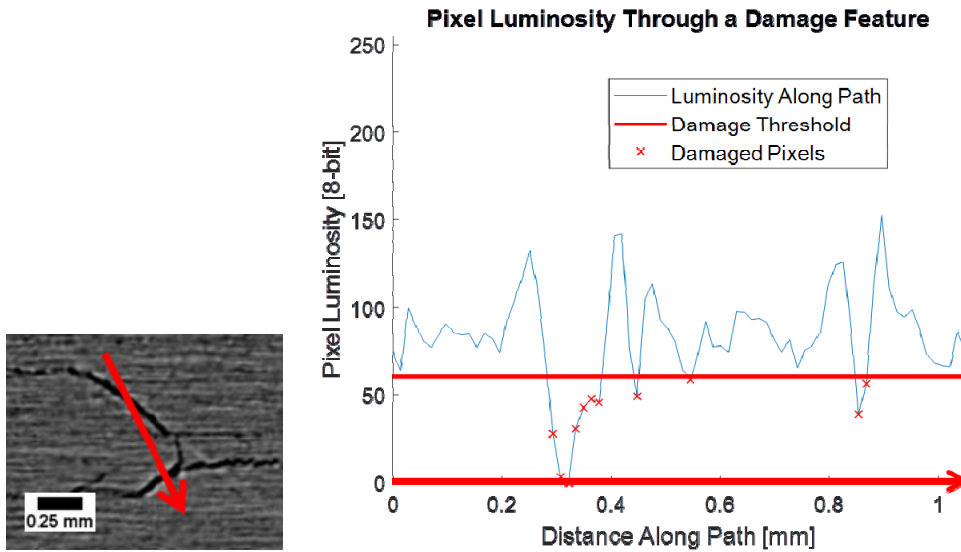 Pixel Luminosity Through a Damage Feature
250
200
150
100
50
0
Pixel Luminosity [8-bit]
Luminosity Along Path
Damage Threshold
Damaged Pixels
0
0.2
0.4
0.6
0.8
1
Distance Along Path [mm]
0.25 mm